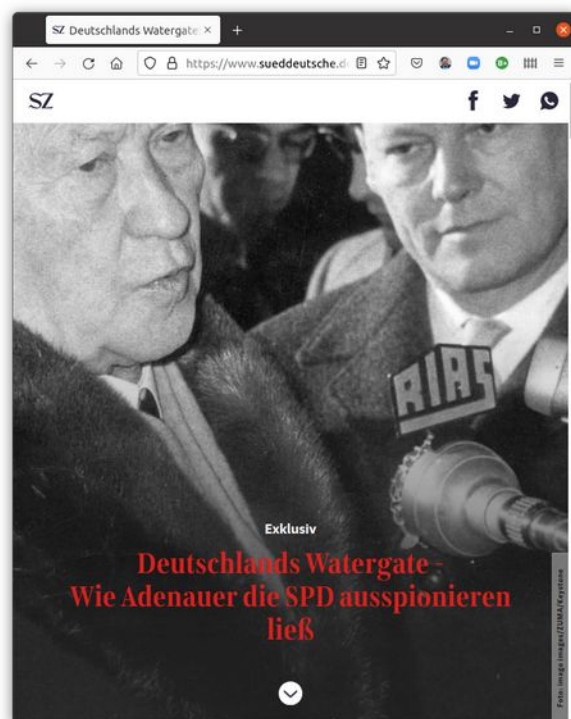 SZ Deutschlands Watergate:
https://www.sueddeutsche.d
SZ
RIAS
Exklusiv
Deutschlands Watergate -
Wie Adenauer die SPD ausspionieren
ließ
Foto: imago images/ZUMA/Keystone